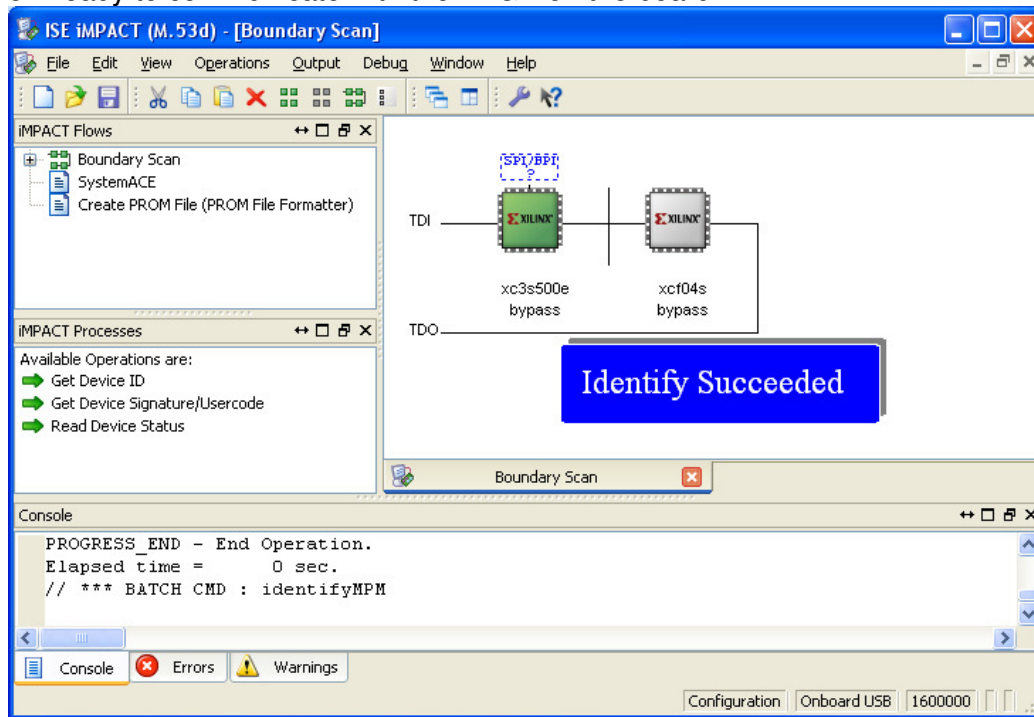 ISE iMPACT (M.53d) - [Boundary Scan]
File Edit View Operations Output Debug Window Help
iMPACT Flows
Boundary Scan
SystemACE
Create PROM File (PROM File Formatter)
SPI/BPI
?
TDI
XILINX
XILINX
xc3s500e
xcf04s
bypass
bypass
TDO
Identify Succeeded
iMPACT Processes
Available Operations are:
Get Device ID
Get Device Signature/Usercode
Read Device Status
Boundary Scan
Console
PROGRESS_END - End Operation.
Elapsed time = 0 sec.
// *** BATCH CMD : identifyMPM
Console Errors Warnings
Configuration Onboard USB 1600000